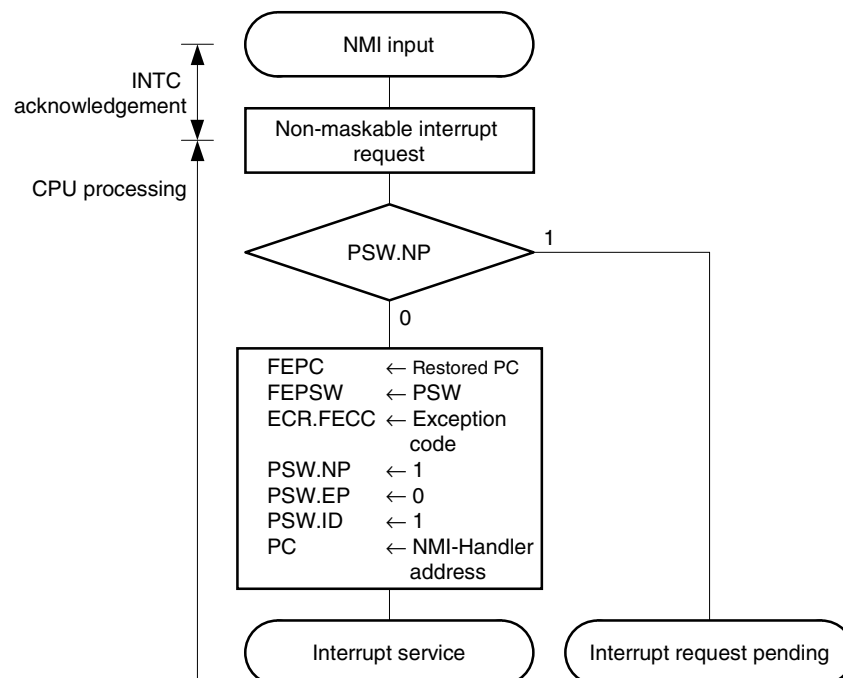 NMI input
INTC
acknowledgement
Non-maskable interrupt
request
CPU processing
PSW.NP
1
0
FEPC ← Restored PC
FEPSW ← PSW
ECR.FECC ← Exception
code
PSW.NP ← 1
PSW.EP ← 0
PSW.ID ← 1
PC ← NMI-Handler
address
Interrupt service
Interrupt request pending